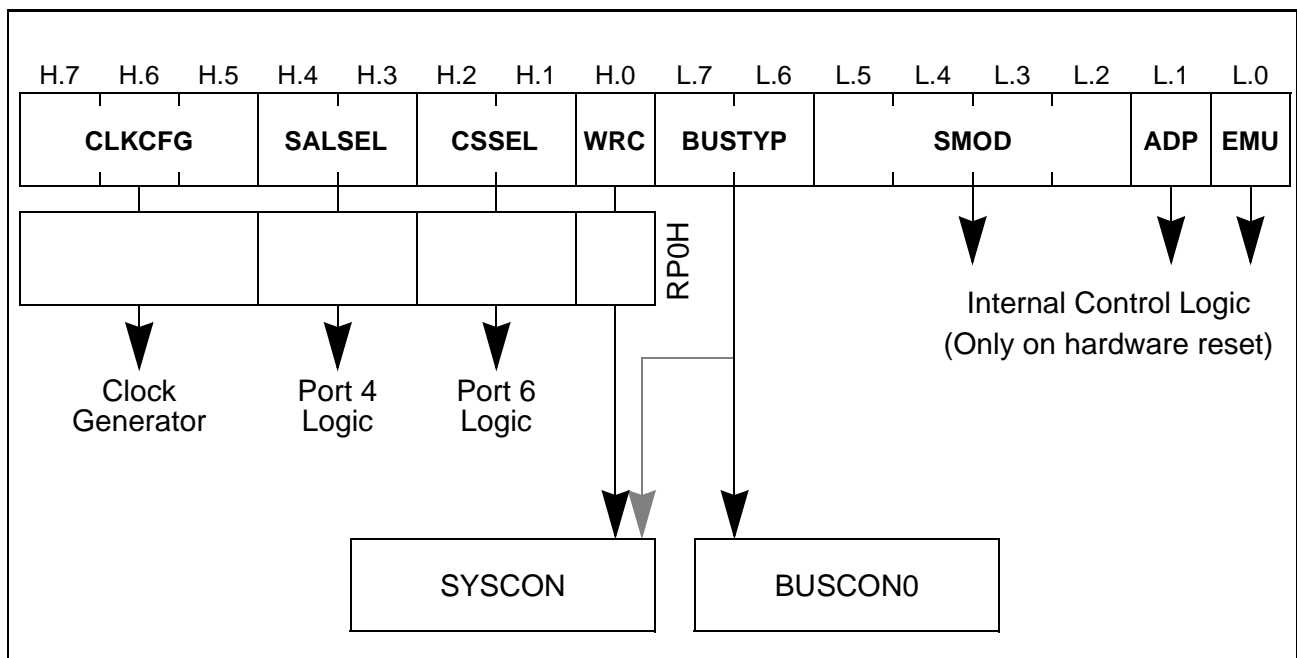 H.7 H.6 H.5 H.4 H.3 H.2 H.1 H.0 L.7 L.6 L.5 L.4 L.3 L.2 L.1 L.0
CLKCFG SALSEL CSSEL WRC BUSTYP SMOD ADP EMU
RP0H
Internal Control Logic
(Only on hardware reset)
Clock Port 4 Port 6
Generator Logic Logic
SYSCON BUSCON0